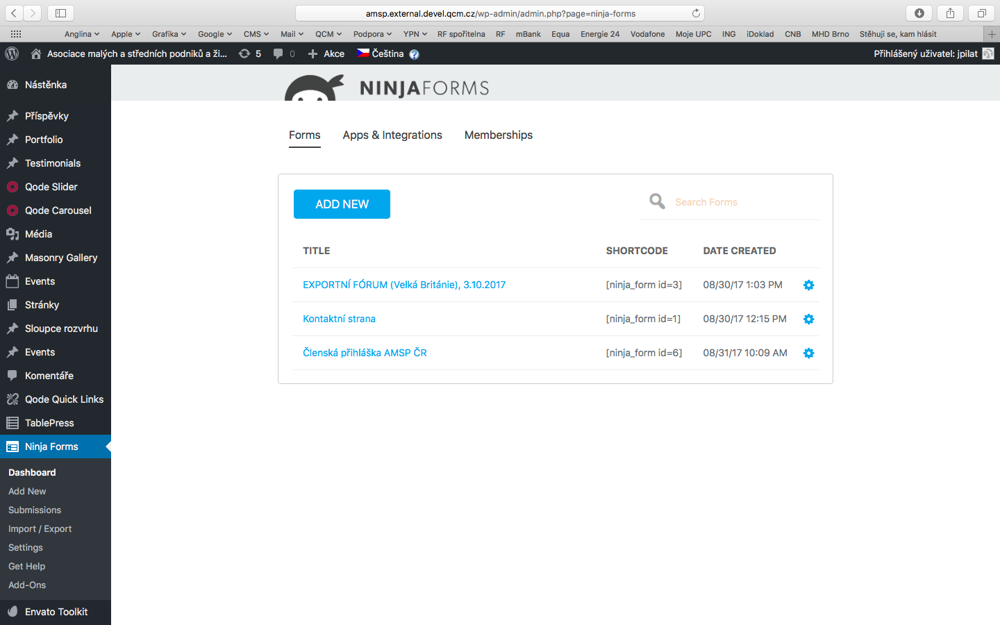 amsp.external.devel.qcm.cz/wp-admin/admin.php?page=ninja-forms
Anglina Apple Grafika Google CMS Mail QCM Podpora YPN RF spořitelna RF mBank Equa Energie 24 Vodafone Moje UPC ING iDoklad CNB MHD Brno Stěhuji se, kam hlásit
Asociace malých a středních podniků a ži... 5 0 Akce Čeština ? Přihlášený uživatel: jpilat
Nástěnka
Příspěvky
Portfolio
Testimonials
Qode Slider
Qode Carousel
Média
Masonry Gallery
Events
Stránky
Sloupce rozvrhu
Events
Komentáře
Qode Quick Links
TablePress
Ninja Forms
Dashboard
Add New
Submissions
Import / Export
Settings
Get Help
Add-Ons
Envato Toolkit
NINJAFORMS
Forms Apps & Integrations Memberships
ADD NEW Search Forms
TITLE SHORTCODE DATE CREATED
EXPORTNÍ FÓRUM (Velká Británie), 3.10.2017 [ninja_form id=3] 08/30/17 1:03 PM
Kontaktní strana [ninja_form id=1] 08/30/17 12:15 PM
Členská přihláška AMSP ČR [ninja_form id=6] 08/31/17 10:09 AM